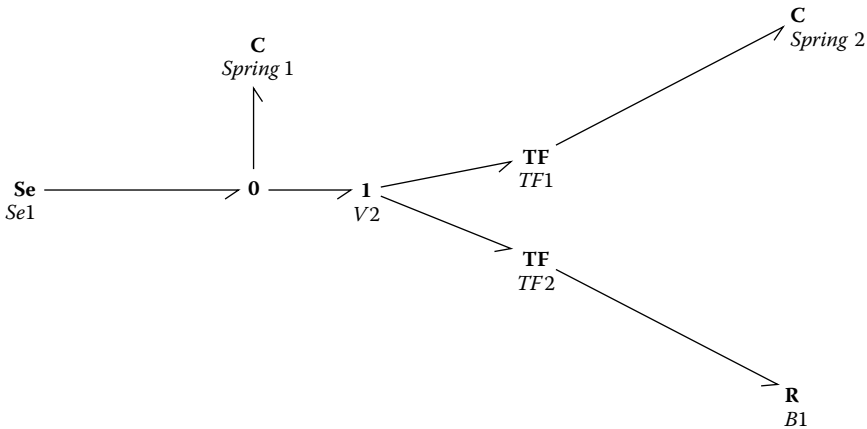 C
Spring 1
C
Spring 2
Se
Se1
0
1
V2
TF
TF1
TF
TF2
R
B1